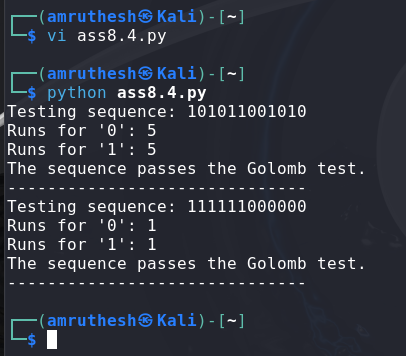 ┌──(amruthesh㉿Kali)-[~]
└─$ vi ass8.4.py
┌──(amruthesh㉿Kali)-[~]
└─$ python ass8.4.py
Testing sequence: 101011001010
Runs for '0': 5
Runs for '1': 5
The sequence passes the Golomb test.
------------------------------
Testing sequence: 111111000000
Runs for '0': 1
Runs for '1': 1
The sequence passes the Golomb test.
------------------------------
┌──(amruthesh㉿Kali)-[~]
└─$